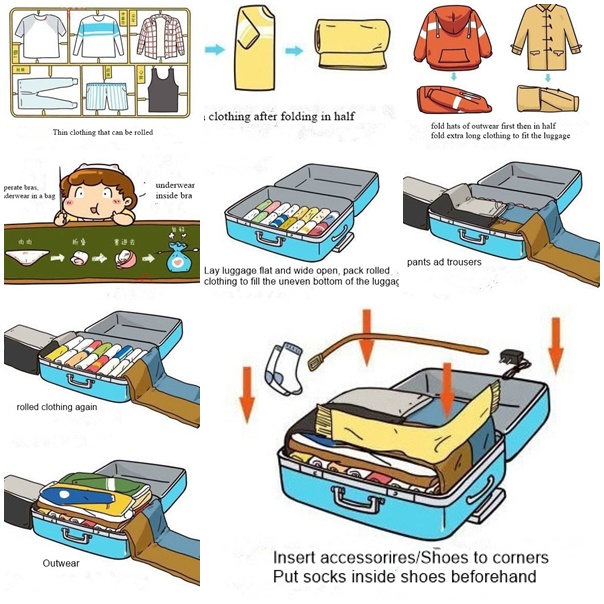 Thin clothing that can be rolled
clothing after folding in half
fold hats of outwear first then in half
fold extra long clothing to fit the luggage
perate bras,
derwear in a bag
underwear
inside bra
Lay luggage flat and wide open, pack rolled
clothing to fill the uneven bottom of the luggag
pants ad trousers
rolled clothing again
Outwear
Insert accessorires/Shoes to corners
Put socks inside shoes beforehand